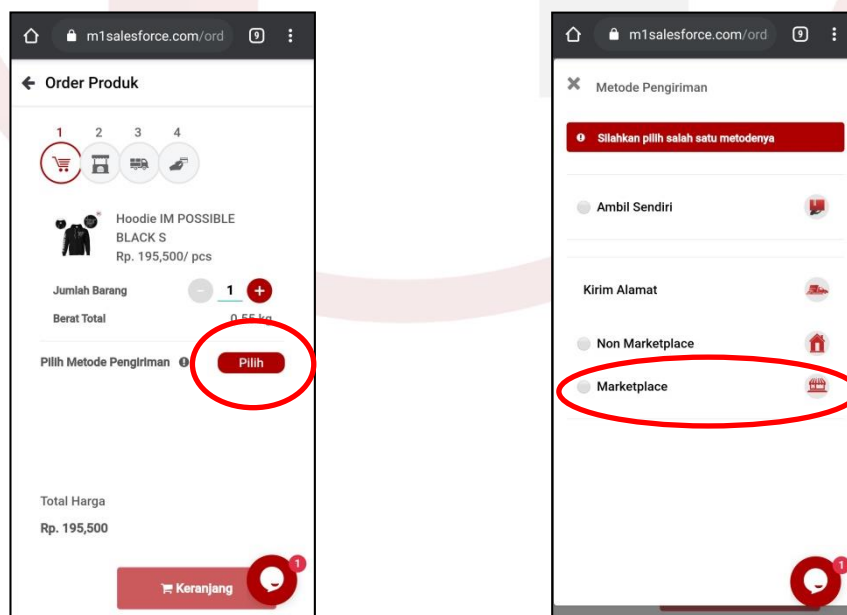 m1salesforce.com/ord
9
Order Produk
1 2 3 4
Hoodie IM POSSIBLE
BLACK S
Rp. 195,500/ pcs
Jumlah Barang - 1 +
Berat Total 0.55 kg
Pilih Metode Pengiriman Pilih
Total Harga
Rp. 195,500
Keranjang
1
m1salesforce.com/ord
9
Metode Pengiriman
Silahkan pilih salah satu metodenya
Ambil Sendiri
Kirim Alamat
Non Marketplace
Marketplace
1